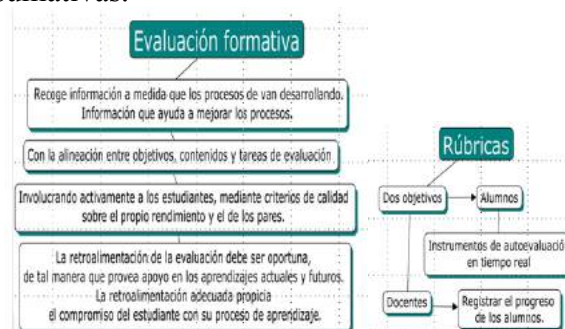 Evaluación formativa
Recoge información a medida que los procesos de van desarrollando.
Información que ayuda a mejorar los procesos.
Con la alineación entre objetivos, contenidos y tareas de evaluación
Involucrando activamente a los estudiantes, mediante criterios de calidad
sobre el propio rendimiento y el de los pares.
La retroalimentación de la evaluación debe ser oportuna,
de tal manera que provea apoyo en los aprendizajes actuales y futuros.
La retroalimentación adecuada propicia
el compromiso del estudiante con su proceso de aprendizaje.
Rúbricas
Dos objetivos
Alumnos
Instrumentos de autoevaluació
en tiempo real
Docentes
Registrar el progreso
de los alumnos.